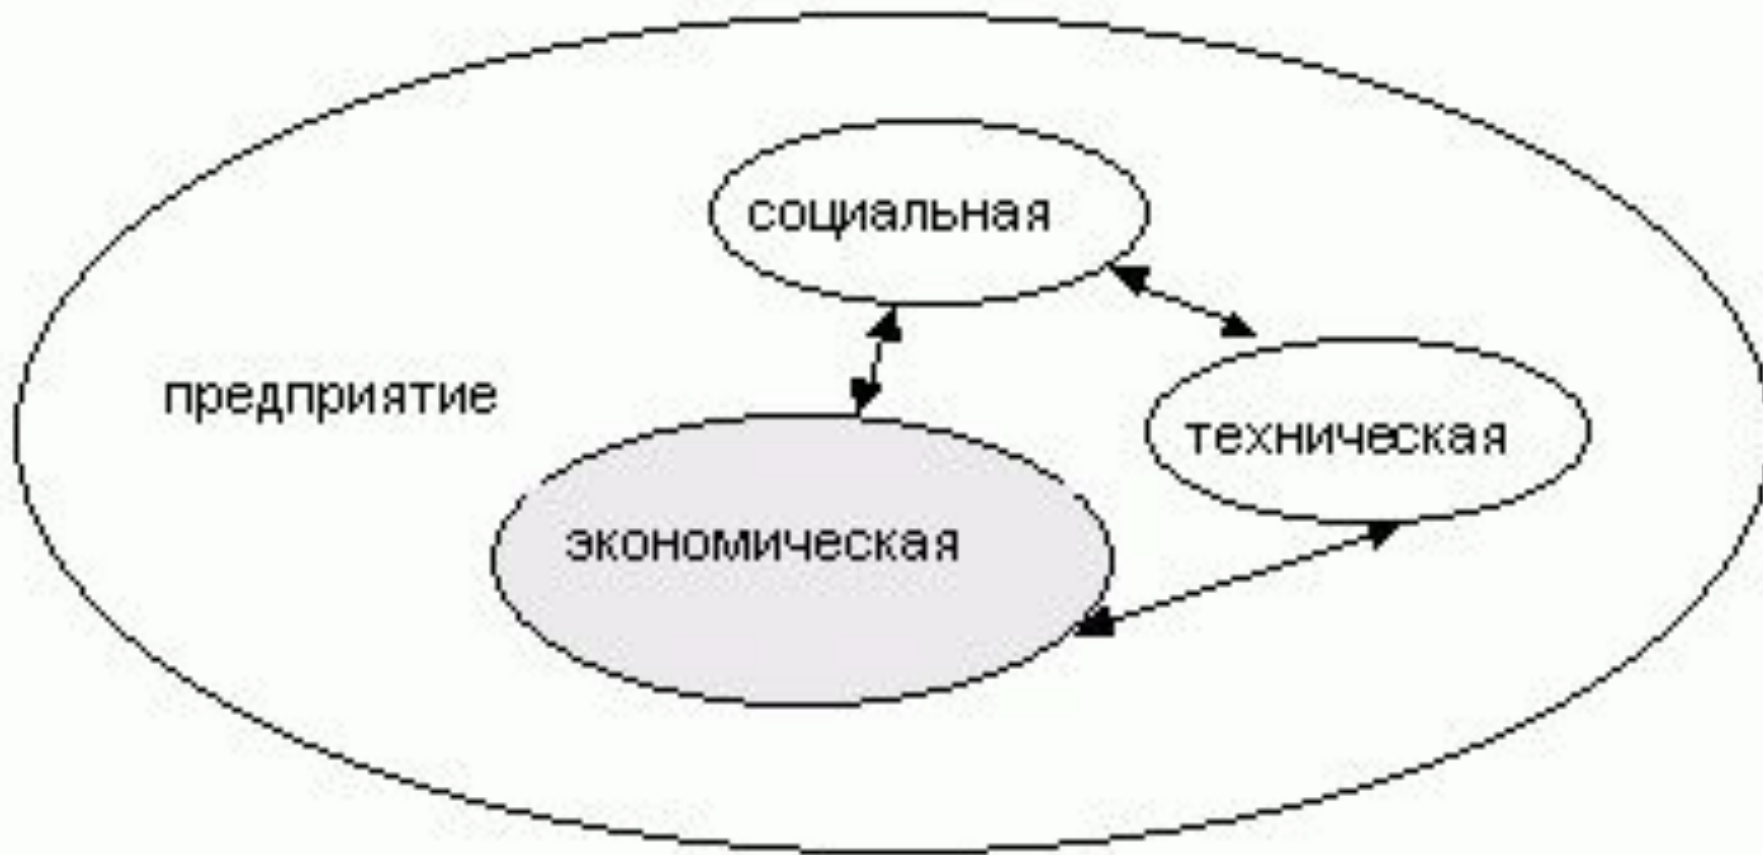 социальная
предприятие
техническая
экономическая